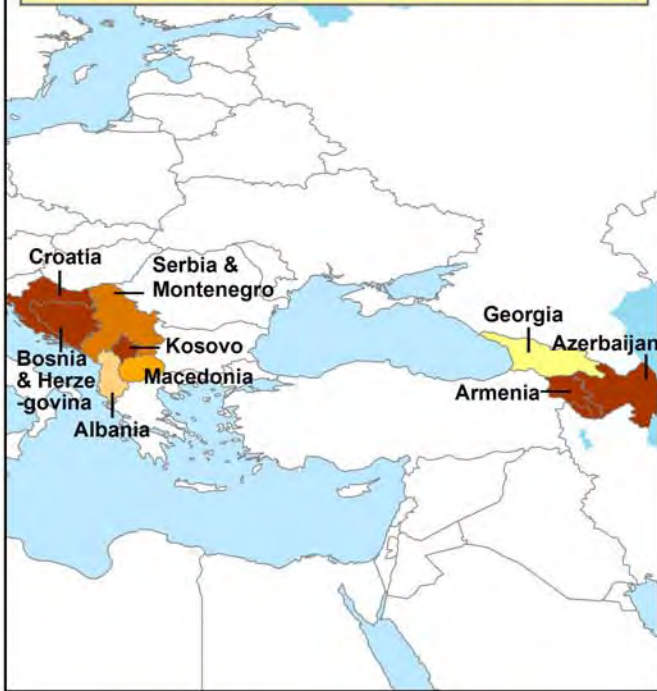 Croatia
Serbia &
Montenegro
Georgia
Azerbaijan
Kosovo
Bosnia
& Herze
-govina
Macedonia
Armenia
Albania